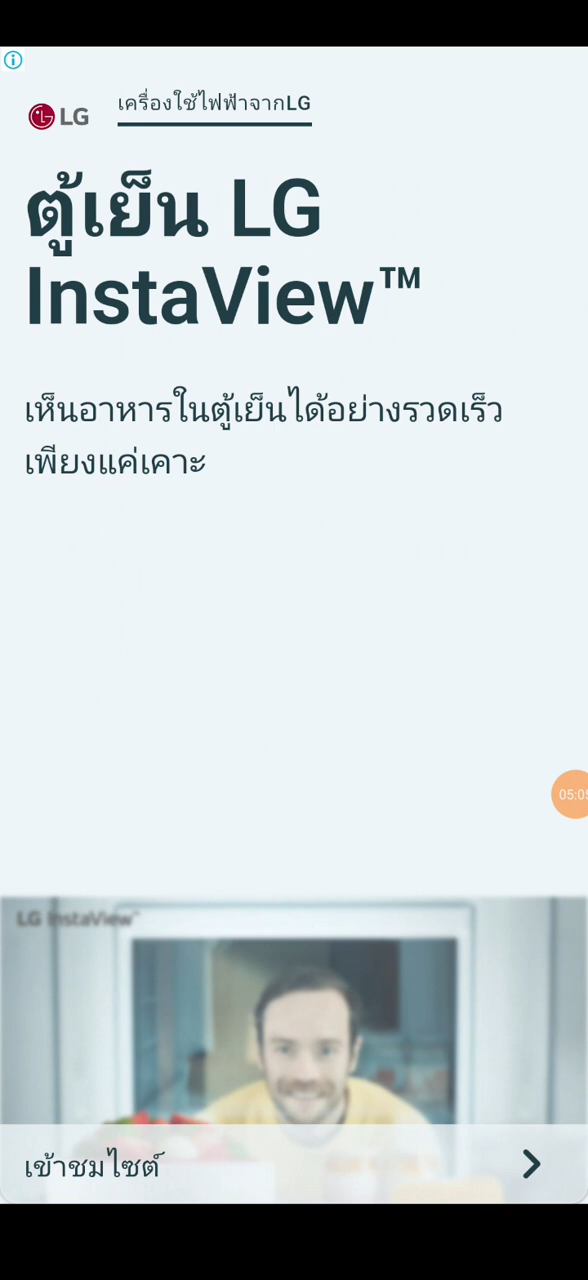 เครื่องใช้ไฟฟ้าจากLG
LG
ตู้เย็น LG
InstaView™
เห็นอาหารในตู้เย็นได้อย่างรวดเร็ว
เพียงแค่เคาะ
05:05
LG InstaView™
เข้าชมไซต์